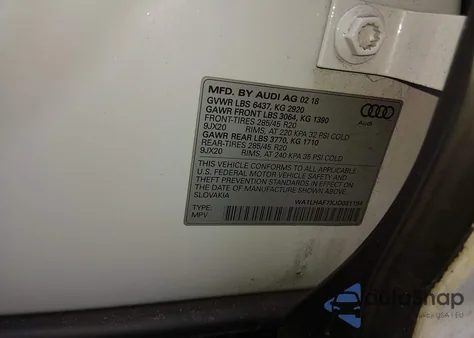 MFD. BY AUDI AG 02 18
GVWR LBS 6437, KG 2920
GAWR FRONT LBS 3064, KG 1390
FRONT-TIRES 285/45 R20
9JX20 RIMS, AT 220 KPA 32 PSI COLD
GAWR REAR LBS 3770, KG 1710
REAR-TIRES 285/45 R20
9JX20 RIMS, AT 240 KPA 35 PSI COLD
Audi
THIS VEHICLE CONFORMS TO ALL APPLICABLE
U.S. FEDERAL MOTOR VEHICLE SAFETY AND
THEFT PREVENTION STANDARDS IN EFFECT ON
THE DATE OF MANUFACTURE SHOWN ABOVE.
SLOVAKIA
TYPE:
MPV
autoSnap